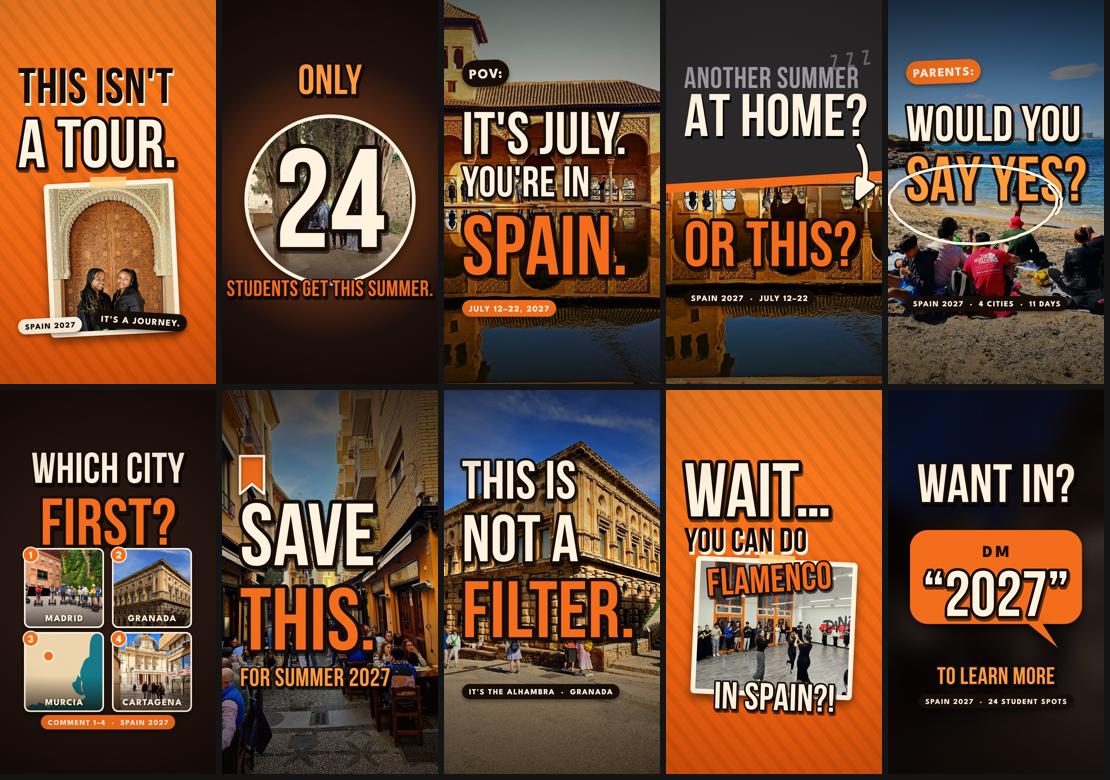 THIS ISN'T
A TOUR.
SPAIN 2027
IT'S A JOURNEY.
ONLY
24
STUDENTS GET THIS SUMMER.
POV:
IT'S JULY.
YOU'RE IN
SPAIN.
JULY 12–22, 2027
Z Z Z
ANOTHER SUMMER
AT HOME?
OR THIS?
SPAIN 2027 · JULY 12–22
PARENTS:
WOULD YOU
SAY YES?
SPAIN 2027 · 4 CITIES · 11 DAYS
WHICH CITY
FIRST?
1
2
MADRID
GRANADA
3
4
MURCIA
CARTAGENA
COMMENT 1–4 · SPAIN 2027
SAVE
THIS.
FOR SUMMER 2027
THIS IS
NOT A
FILTER.
IT'S THE ALHAMBRA · GRANADA
WAIT...
YOU CAN DO
FLAMENCO
IN SPAIN?!
WANT IN?
DM
“2027”
TO LEARN MORE
SPAIN 2027 · 24 STUDENT SPOTS